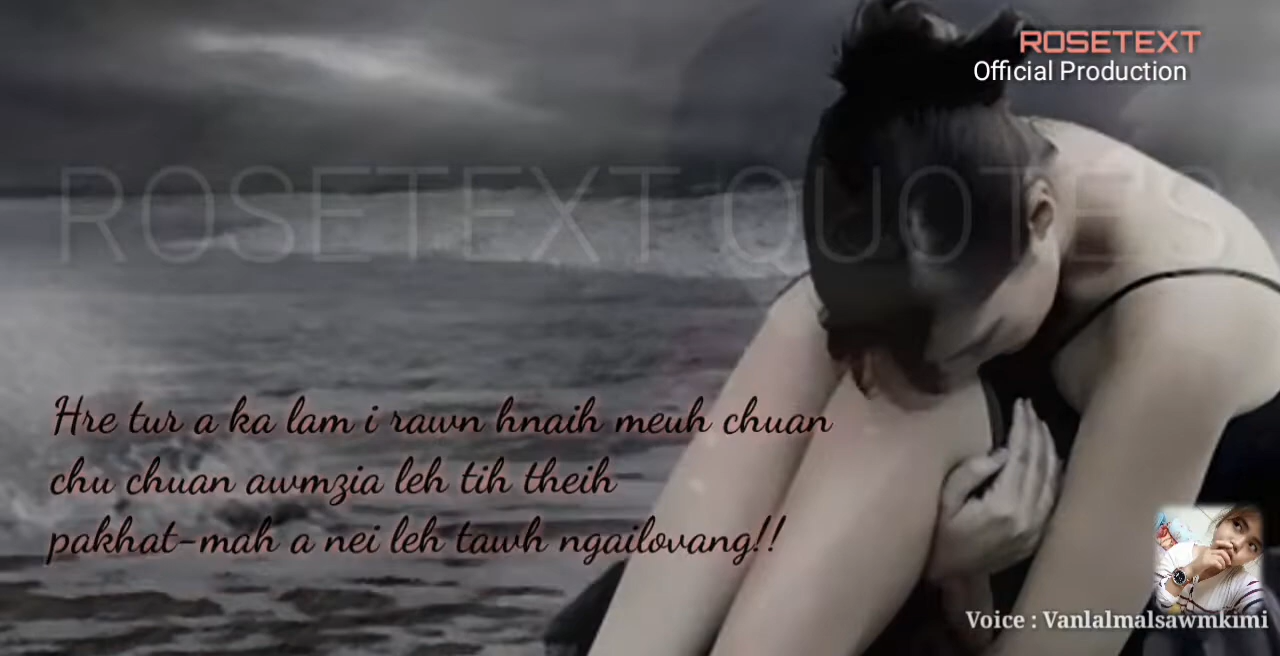 ROSETEXT
Official Production
ROSETEXT QUOTES
Hre tur a ka lam i rawn hnaih meuh chuan
chu chuan awmzia leh tih theih
pakhat-mah a nei leh tawh ngailovang!!
Voice : Vanlalmalsawmkimi